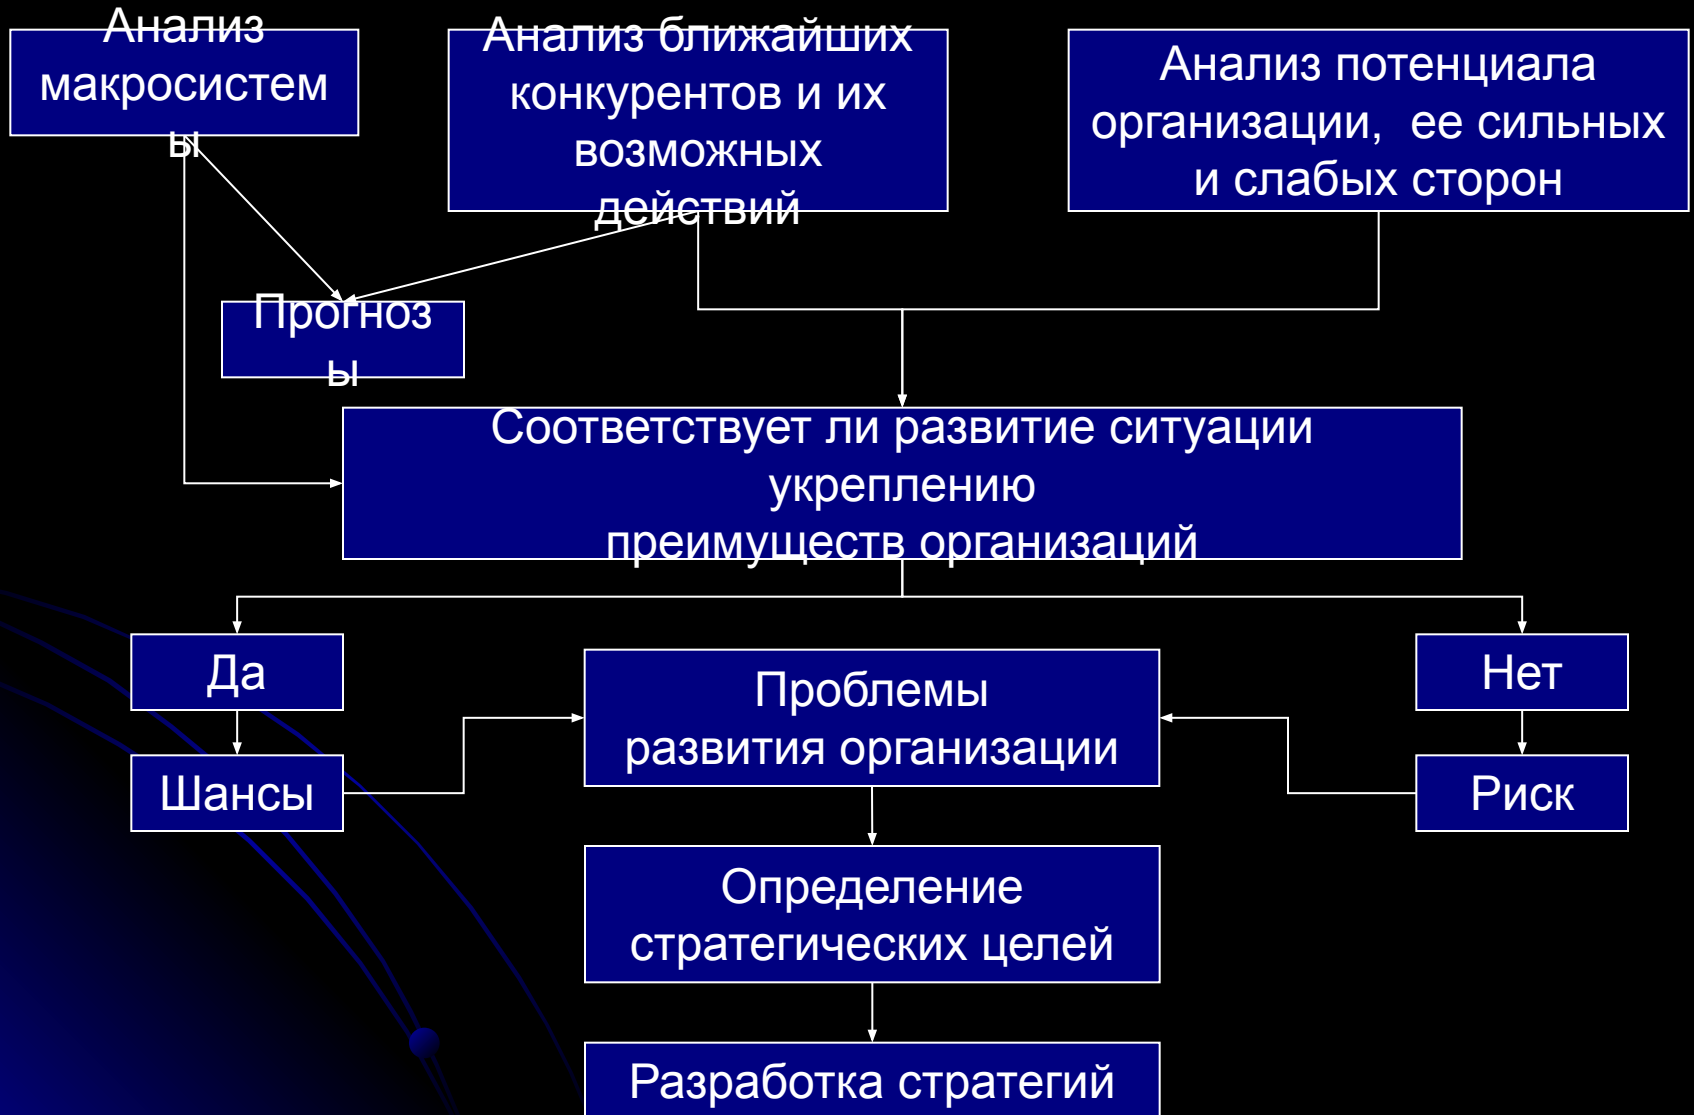 Анализ
макросистем
ы
Анализ ближайших
конкурентов и их
возможных
действий
Анализ потенциала
организации, ее сильных
и слабых сторон
Прогноз
ы
Соответствует ли развитие ситуации
укреплению
преимуществ организаций
Да
Проблемы
развития организации
Нет
Шансы
Риск
Определение
стратегических целей
Разработка стратегий